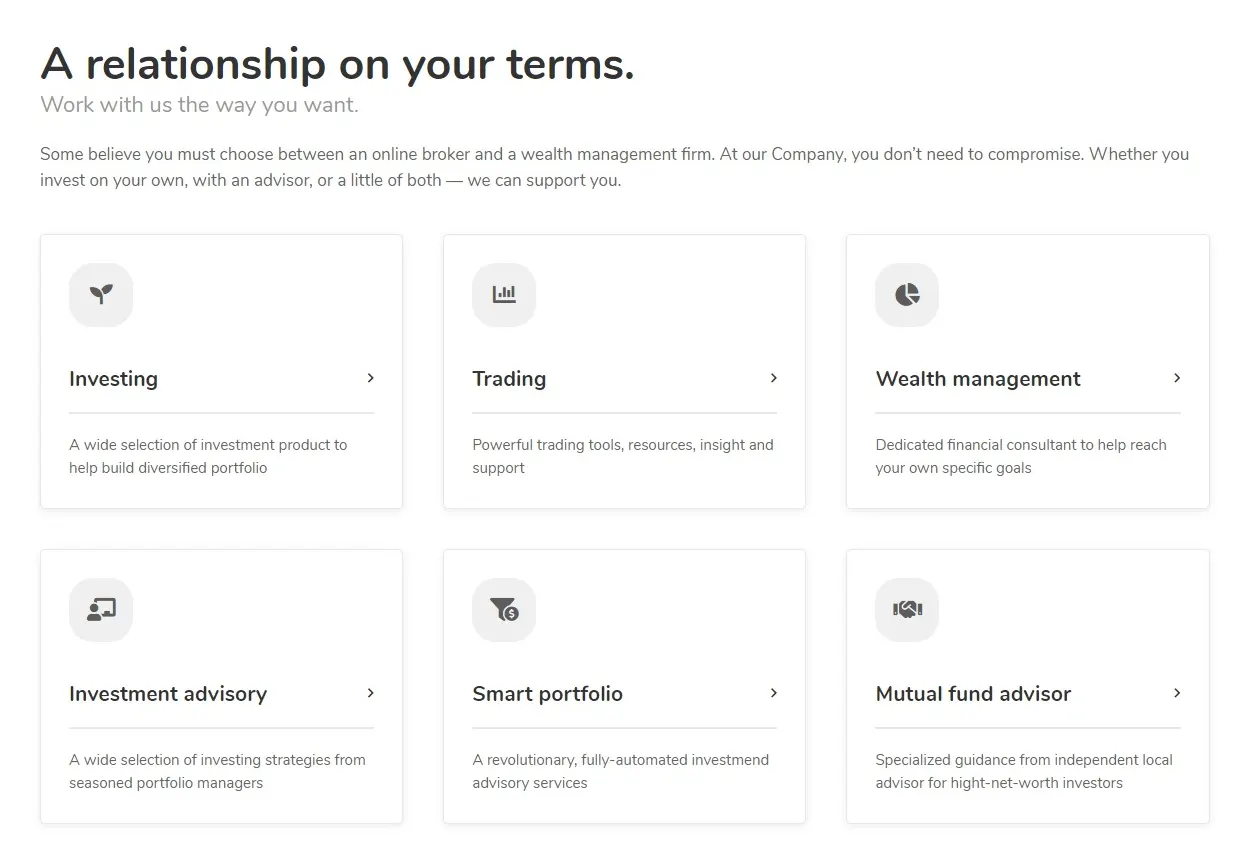 A relationship on your terms.
Work with us the way you want.
Some believe you must choose between an online broker and a wealth management firm. At our Company, you don’t need to compromise. Whether you
invest on your own, with an advisor, or a little of both — we can support you.
Investing
A wide selection of investment product to
help build diversified portfolio
Trading
Powerful trading tools, resources, insight and
support
Wealth management
Dedicated financial consultant to help reach
your own specific goals
Investment advisory
A wide selection of investing strategies from
seasoned portfolio managers
Smart portfolio
A revolutionary, fully-automated investmend
advisory services
Mutual fund advisor
Specialized guidance from independent local
advisor for hight-net-worth investors